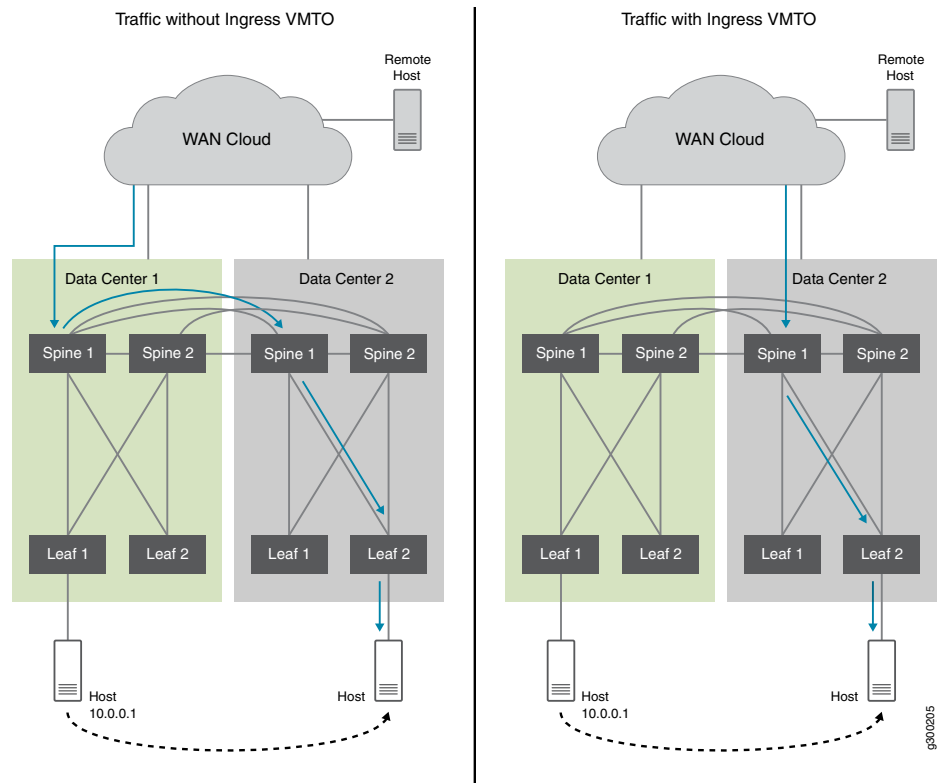 Traffic without Ingress VMTO
Remote
Host
WAN Cloud
Data Center 1
Data Center 2
Spine 1
Spine 2
Spine 1
Spine 2
Leaf 1
Leaf 2
Leaf 1
Leaf 2
Host
10.0.0.1
Host
Traffic with Ingress VMTO
Remote
Host
WAN Cloud
Data Center 1
Data Center 2
Spine 1
Spine 2
Spine 1
Spine 2
Leaf 1
Leaf 2
Leaf 1
Leaf 2
Host
10.0.0.1
Host
g300205